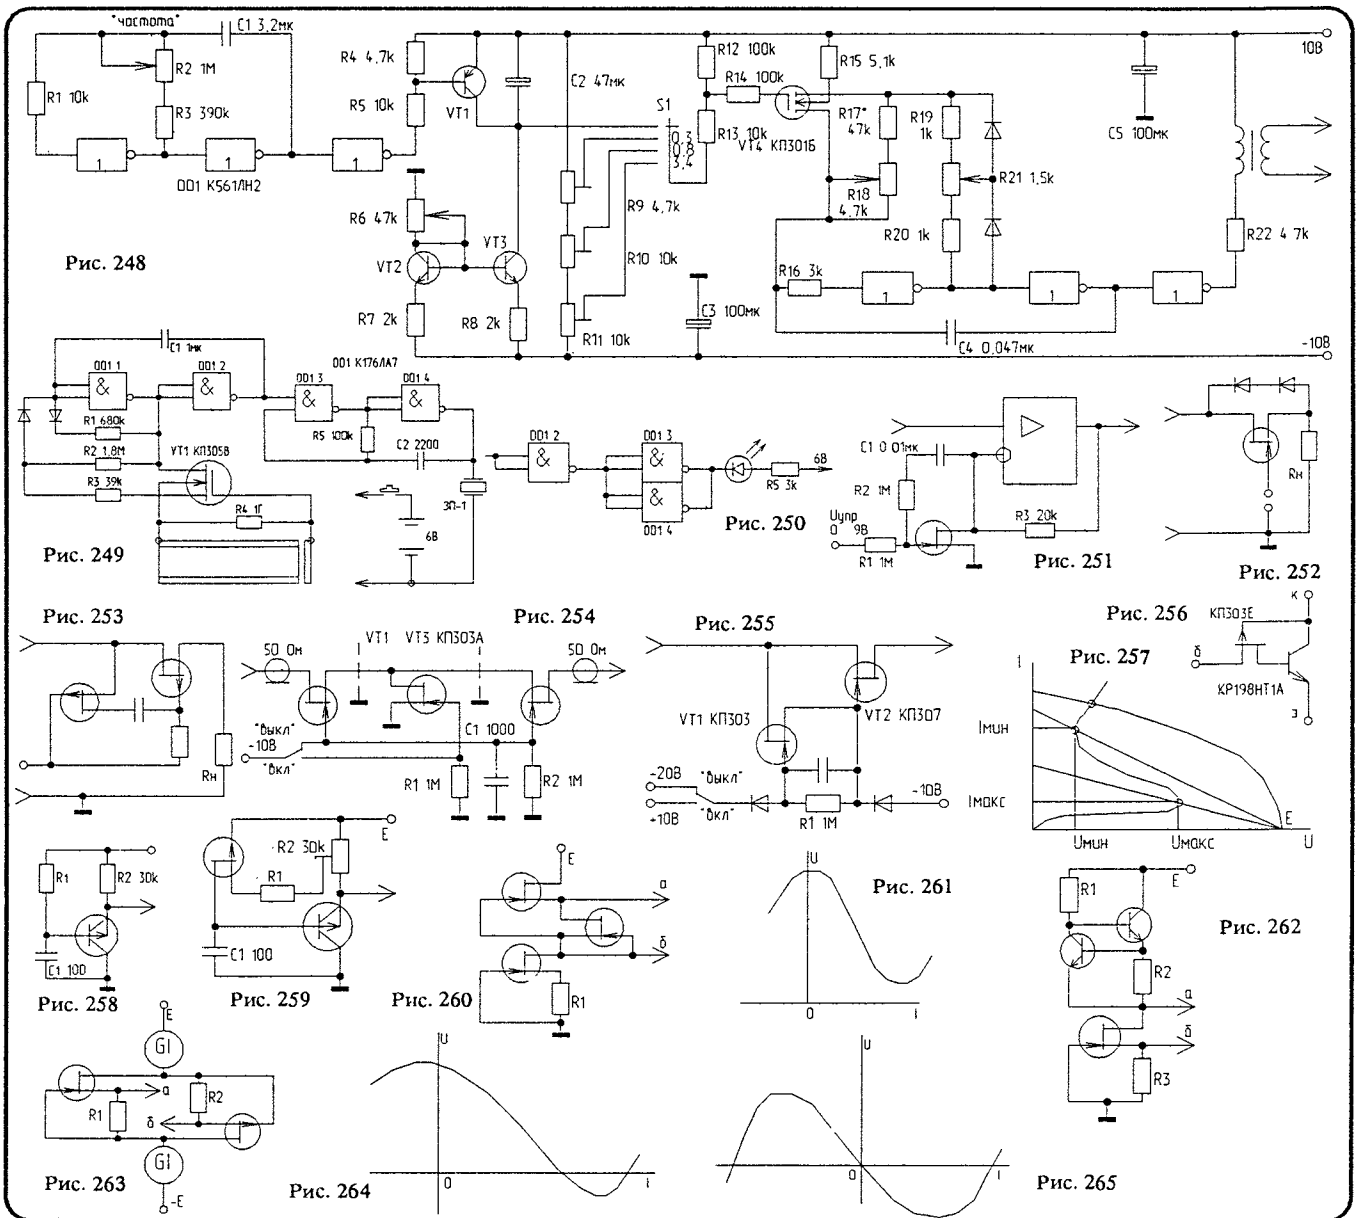 "частота"
C1 3,2мк
R1 10k
R2 1M
R3 390k
1
1
1
DD1 К561ЛН2
R4 4,7k
R5 10k
VT1
C2 47мк
R6 47k
VT2
VT3
R7 2k
R8 2k
R9 4,7k
R10 10k
R11 10k
S1
0,3
0,8
3,4
R12 100k
R13 10k
R14 100k
VT4 КП301Б
R15 5,1k
R17* 47k
R18 4,7k
R19 1k
R20 1k
R21 1,5k
R16 3k
1
1
1
C3 100мк
C4 0,047мк
C5 100мк
R22 4 7k
10В
-10В
Рис. 248
C1 1мк
DD1 1
&
DD1 2
&
DD1 К176ЛА7
DD1 3
&
DD1 4
&
R1 680k
R2 1,8M
R3 39k
VT1 КП305В
R4 1Г
R5 100k
C2 2200
ЗП-1
6В
Рис. 249
DD1 2
&
DD1 3
&
&
DD1 4
6В
R5 3k
Рис. 250
C1 0 01мк
R2 1M
Uупр
0 9В
R1 1M
R3 20k
Рис. 251
Rн
Рис. 252
Рис. 253
Rн
Рис. 254
50 Ом
VT1
VT3 КП303А
50 Ом
"Выкл"
-10В
"Вкл"
C1 1000
R1 1M
R2 1M
Рис. 255
VT1 КП303
VT2 КП307
-20В
"Выкл"
+10В
"Вкл"
R1 1M
-10В
Рис. 256
КП303Е
к
б
КР198НТ1А
э
Рис. 257
I
Iмин
Iмакс
Uмин
Uмакс
E
U
R1
R2 30k
C1 100
Рис. 258
E
R2 30k
R1
C1 100
Рис. 259
E
а
б
R1
Рис. 260
U
0
I
Рис. 261
R1
E
R2
а
б
R3
Рис. 262
E
GI
а
R1
R2
б
GI
-E
Рис. 263
U
0
I
Рис. 264
U
0
I
Рис. 265